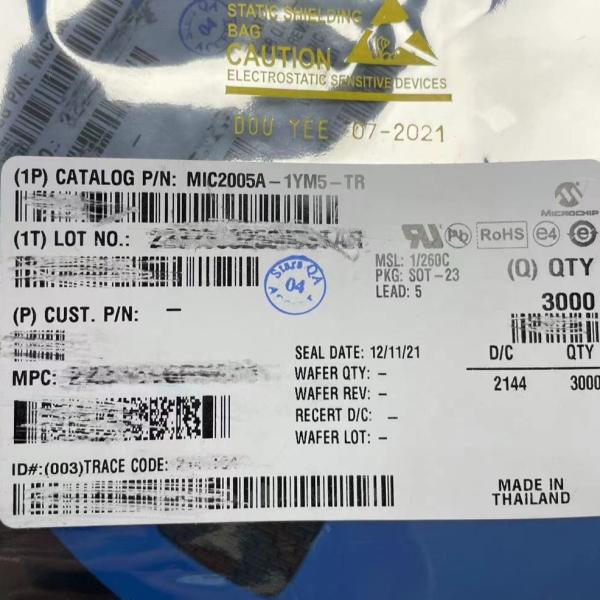 STATIC SHIELDING
BAG
CAUTION
ELECTROSTATIC SENSITIVE DEVICES
DOU YEE 07-2021
(1P) CATALOG P/N: MIC2005A-1YM5-TR
MICROCHIP
(1T) LOT NO.:
Pb RoHS e4 e
MSL: 1/260C
PKG: SOT-23
LEAD: 5
(Q) QTY
3000
Stars QA
04
(P) CUST. P/N: -
SEAL DATE: 12/11/21
D/C QTY
MPC:
WAFER QTY: -
2144 3000
WAFER REV: -
RECERT D/C: -
WAFER LOT: -
ID#:(003)TRACE CODE:
MADE IN
THAILAND